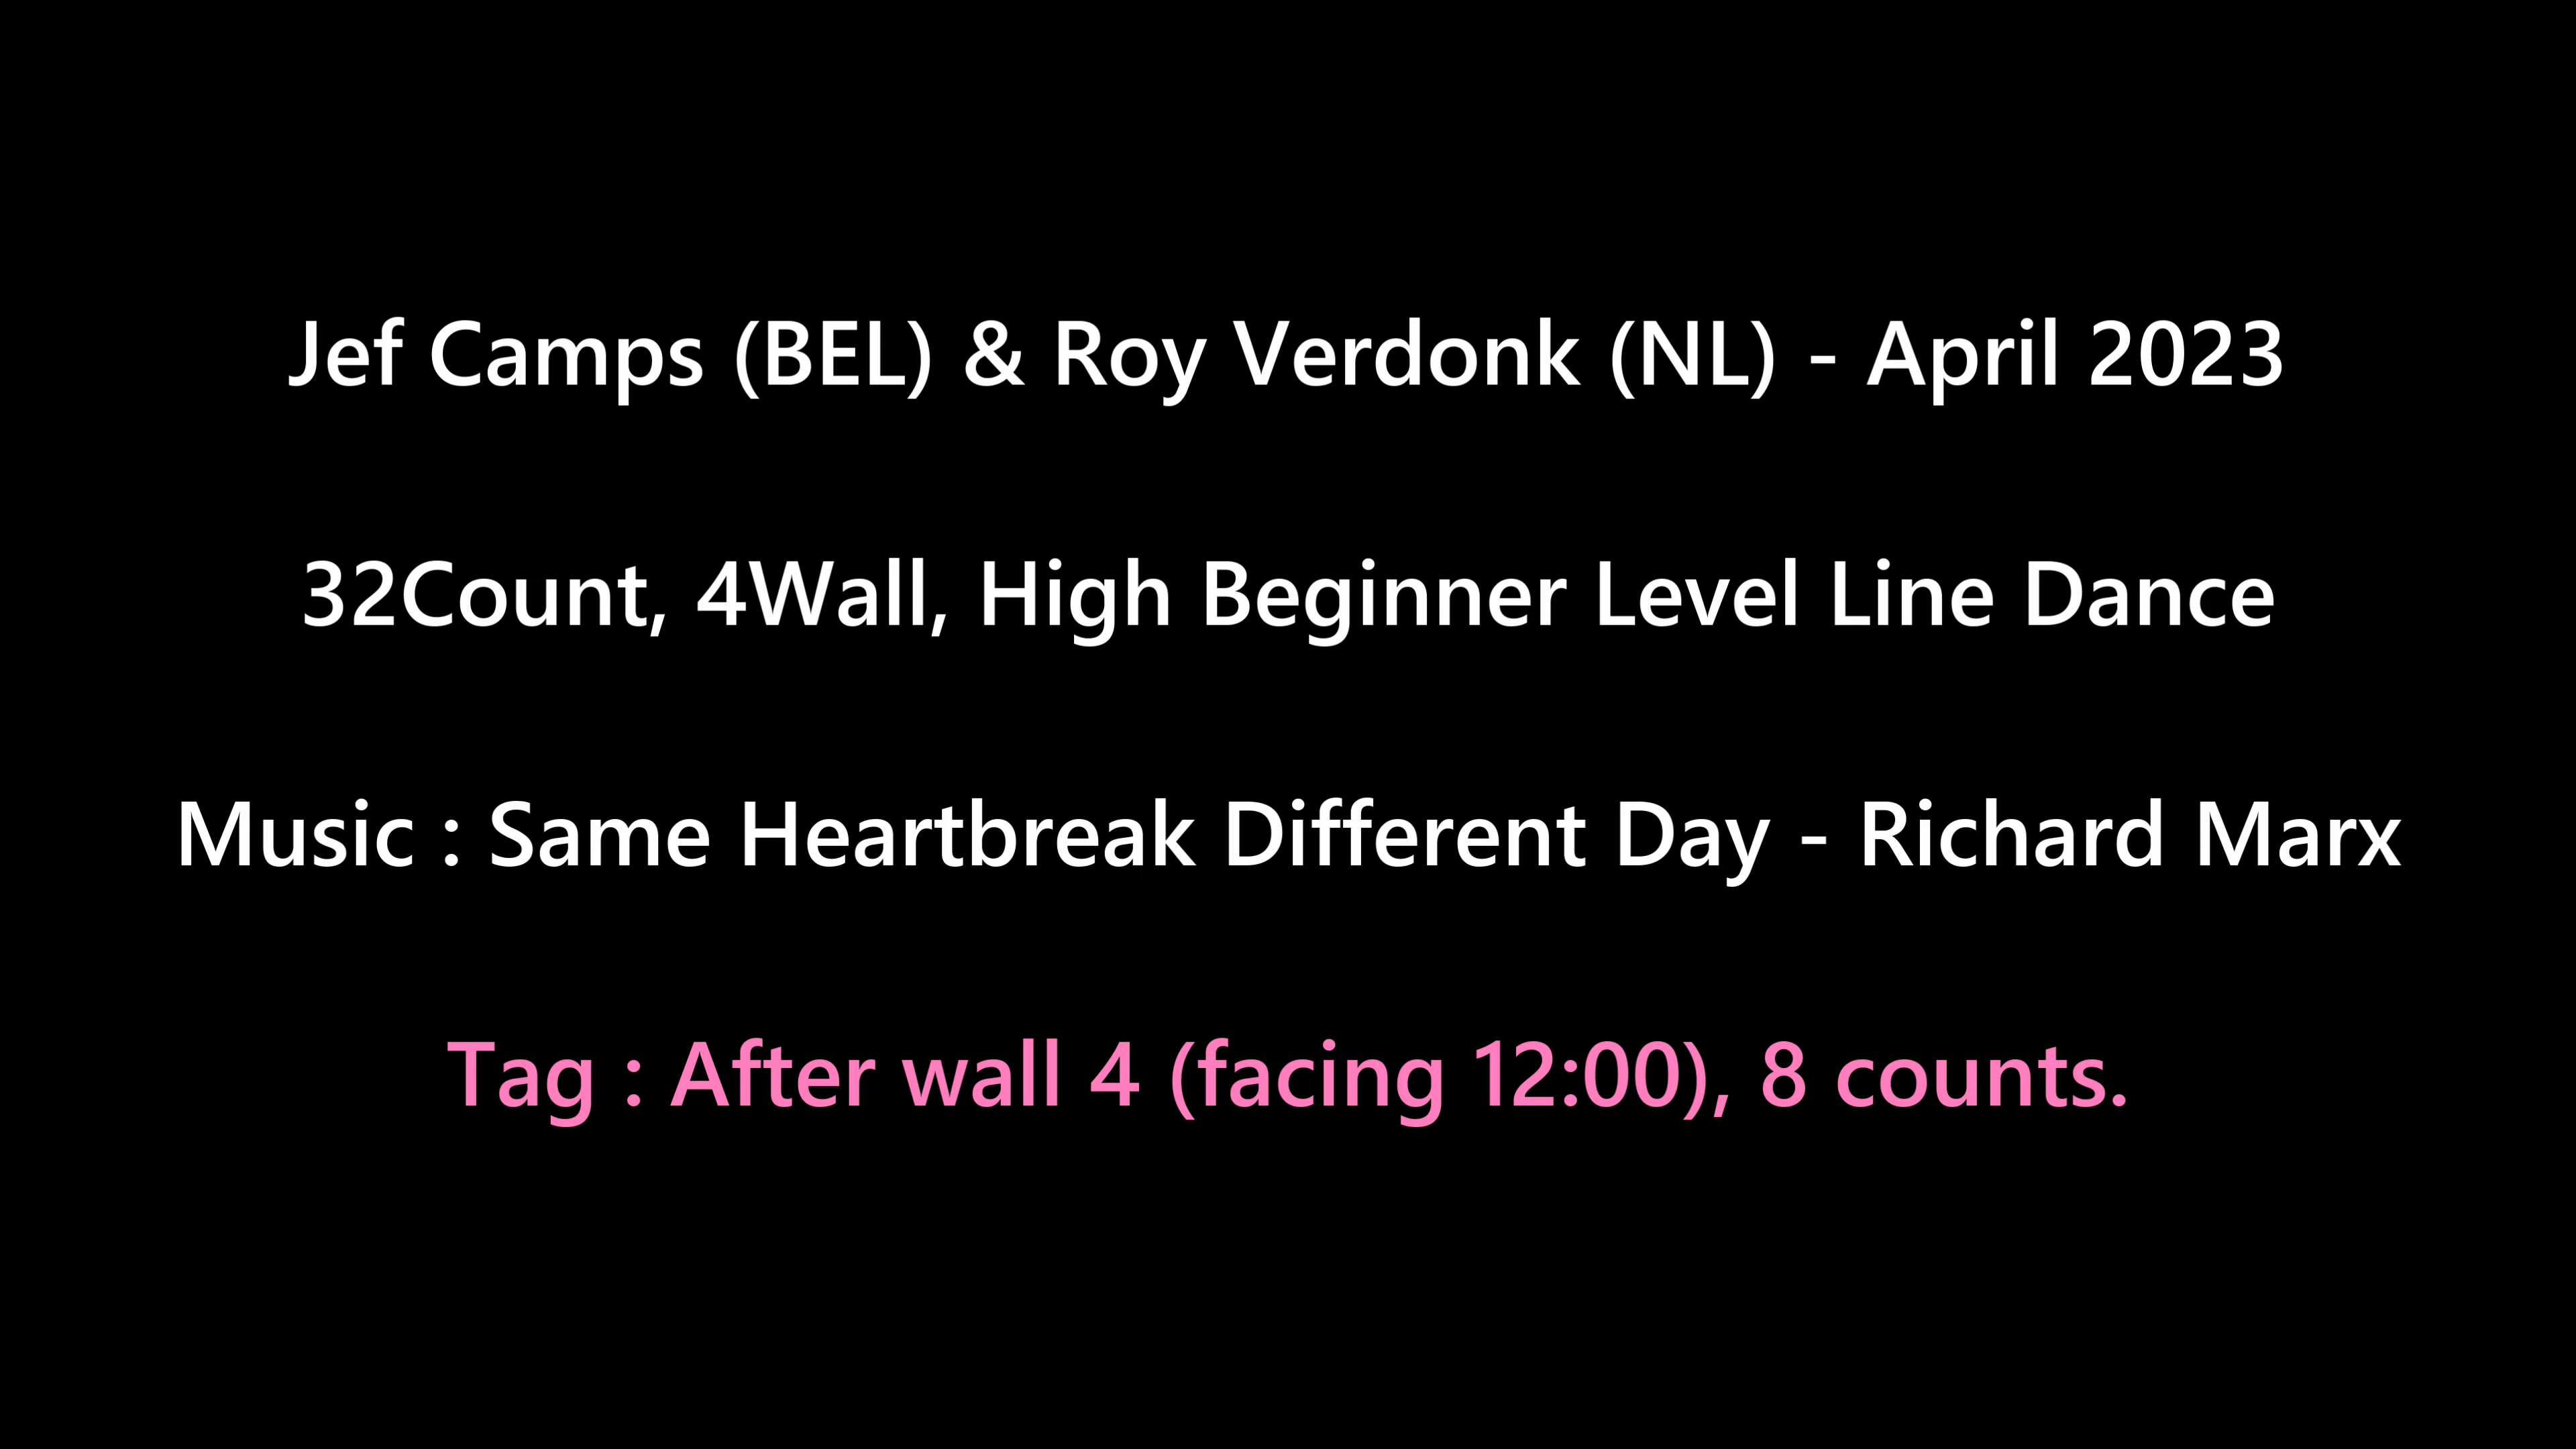 Jef Camps (BEL) & Roy Verdonk (NL) - April 2023
32Count, 4Wall, High Beginner Level Line Dance
Music : Same Heartbreak Different Day - Richard Marx
Tag : After wall 4 (facing 12:00), 8 counts.